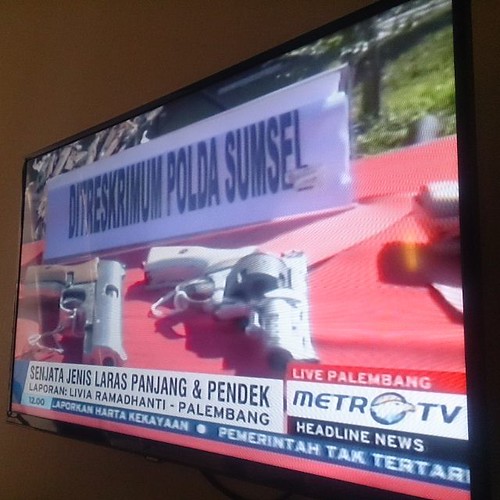 DITRESKRIMUM POLDA SUMSEL
SENJATA JENIS LARAS PANJANG & PENDEK
LAPORAN: LIVIA RAMADHANTI - PALEMBANG
LIVE PALEMBANG
METRO TV
HEADLINE NEWS
12.00 LAPORKAN HARTA KEKAYAAN PEMERINTAH TAK TERTARI